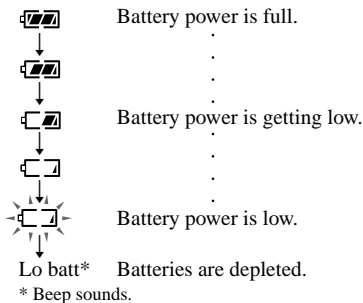 Battery power is full.
Battery power is getting low.
Battery power is low.
Lo batt* Batteries are depleted.
* Beep sounds.